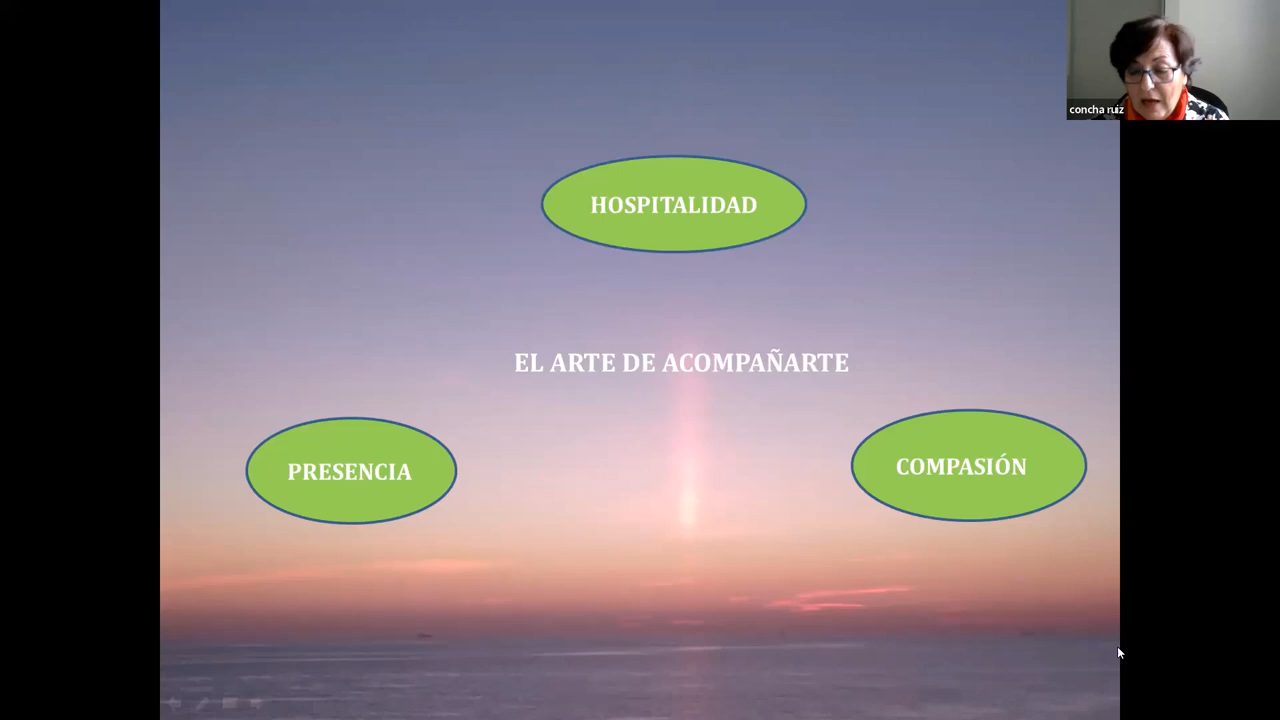 concha ruiz
HOSPITALIDAD
EL ARTE DE ACOMPAÑARTE
PRESENCIA
COMPASIÓN